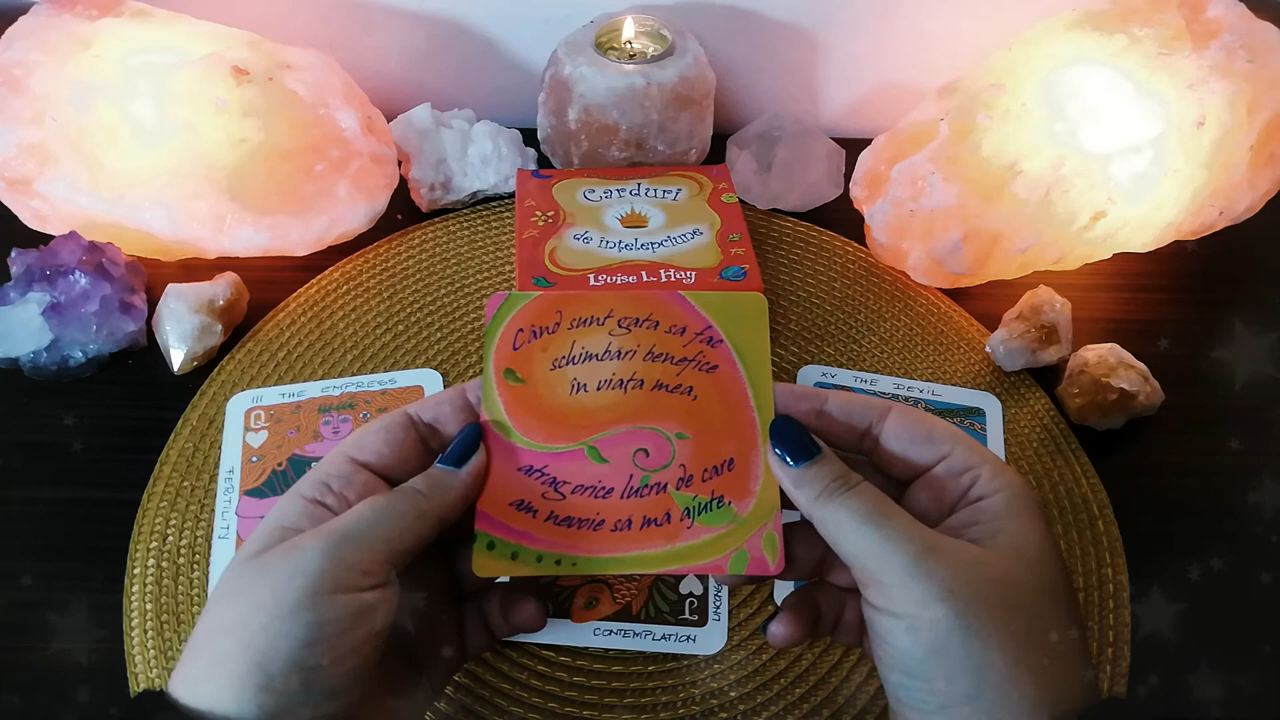 Carduri
de înțelepciune
Louise L. Hay
Când sunt gata să fac
schimbări benefice
în viața mea,
atrag orice lucru de care
am nevoie să mă ajute.
III THE EMPRESS
Q
FERTILITY
XV THE DEVIL
J
CONTEMPLATION